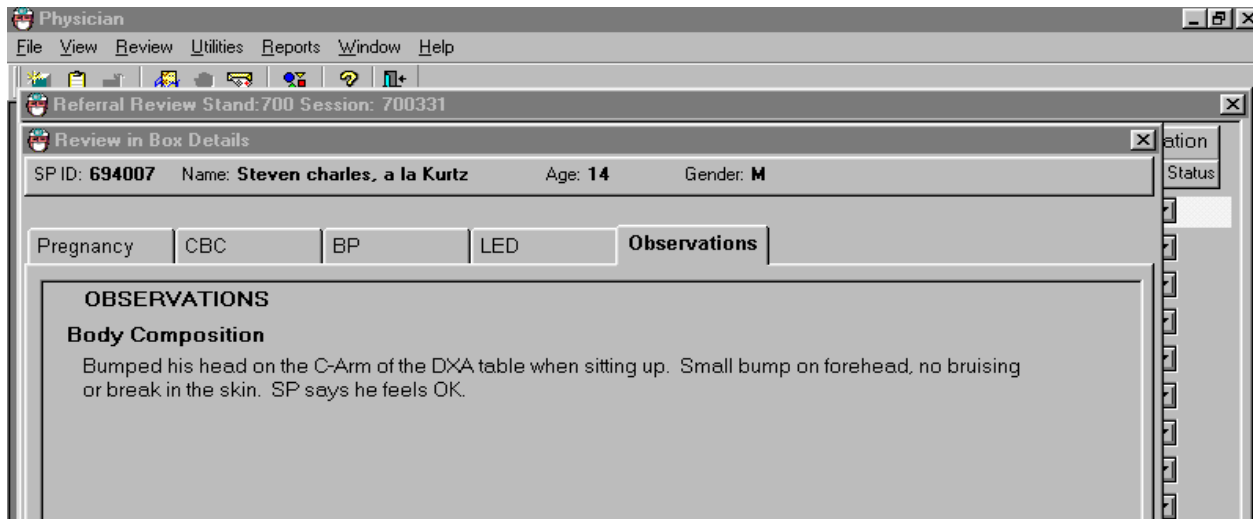 Physician
File View Review Utilities Reports Window Help
Referral Review Stand:700 Session: 700331
Review in Box Details
ation
SP ID: 694007 Name: Steven charles, a la Kurtz Age: 14 Gender: M
Status
Pregnancy CBC BP LED Observations
OBSERVATIONS
Body Composition
Bumped his head on the C-Arm of the DXA table when sitting up. Small bump on forehead, no bruising
or break in the skin. SP says he feels OK.